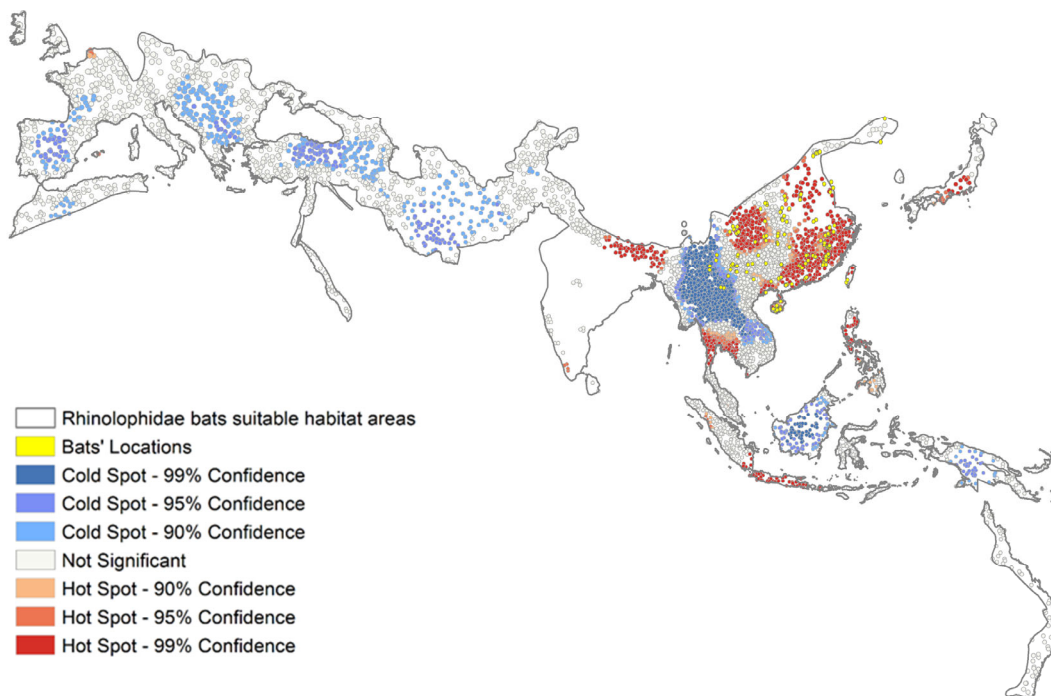 Rhinolophidae bats suitable habitat areas
Bats' Locations
Cold Spot - 99% Confidence
Cold Spot - 95% Confidence
Cold Spot - 90% Confidence
Not Significant
Hot Spot - 90% Confidence
Hot Spot - 95% Confidence
Hot Spot - 99% Confidence